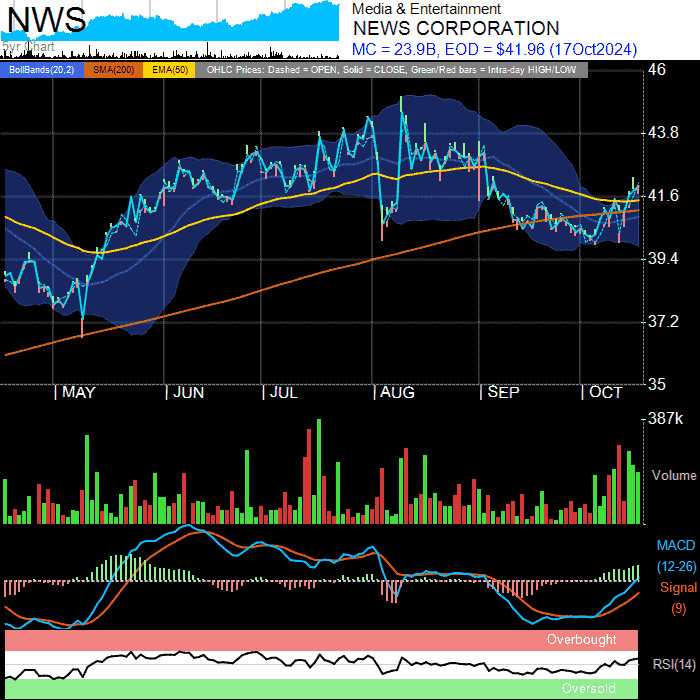 NWS
5yr Chart
Media & Entertainment
NEWS CORPORATION
MC = 23.9B, EOD = $41.96 (17Oct2024)
BollBands(20,2) SMA(200) EMA(50) OHLC Prices: Dashed = OPEN, Solid = CLOSE, Green/Red bars = Intra-day HIGH/LOW
46
43.8
41.6
39.4
37.2
35
MAY JUN JUL AUG SEP OCT
387k
Volume
MACD
(12-26)
Signal
(9)
Overbought
RSI(14)
Oversold